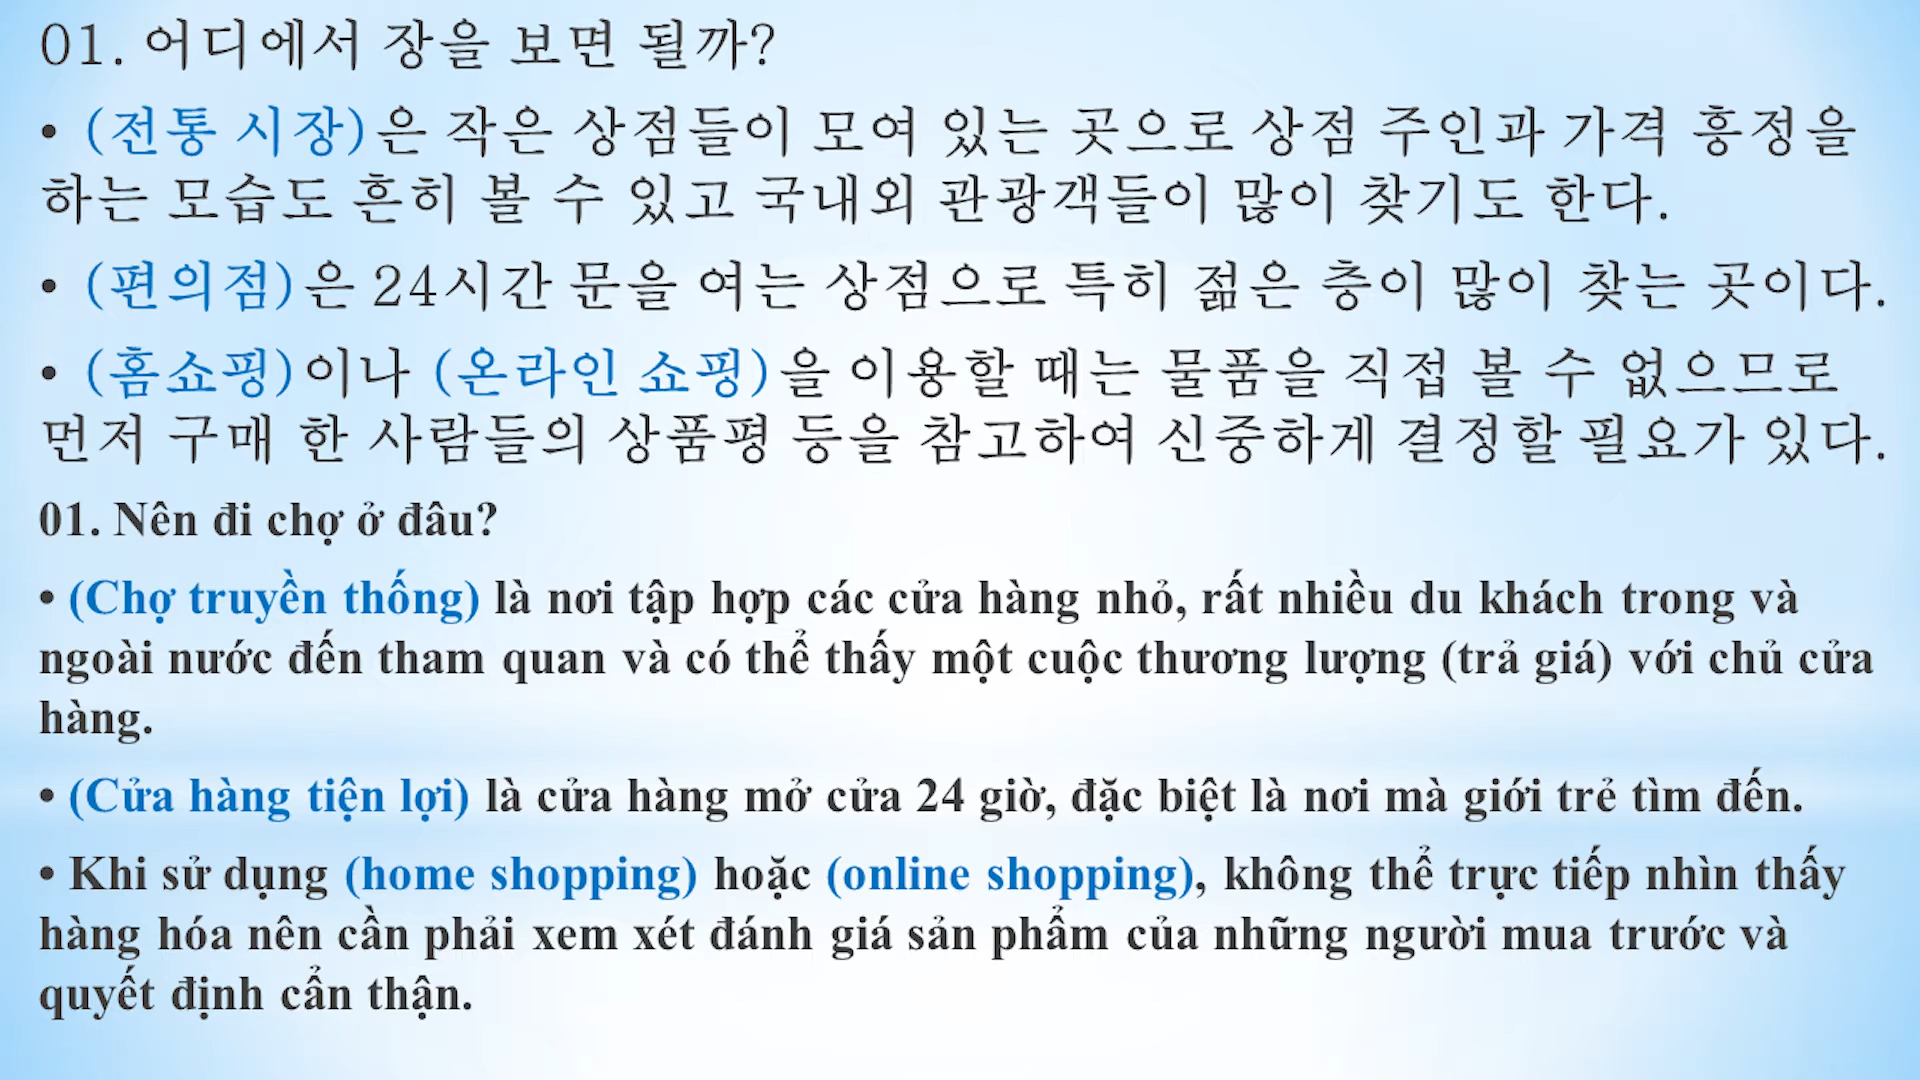 01. 어디에서 장을 보면 될까?
• (전통 시장)은 작은 상점들이 모여 있는 곳으로 상점 주인과 가격 흥정을
하는 모습도 흔히 볼 수 있고 국내외 관광객들이 많이 찾기도 한다.
• (편의점)은 24시간 문을 여는 상점으로 특히 젊은 층이 많이 찾는 곳이다.
• (홈쇼핑)이나 (온라인 쇼핑)을 이용할 때는 물품을 직접 볼 수 없으므로
먼저 구매 한 사람들의 상품평 등을 참고하여 신중하게 결정할 필요가 있다.
01. Nên đi chợ ở đâu?
• (Chợ truyền thống) là nơi tập hợp các cửa hàng nhỏ, rất nhiều du khách trong và
ngoài nước đến tham quan và có thể thấy một cuộc thương lượng (trả giá) với chủ cửa
hàng.
• (Cửa hàng tiện lợi) là cửa hàng mở cửa 24 giờ, đặc biệt là nơi mà giới trẻ tìm đến.
• Khi sử dụng (home shopping) hoặc (online shopping), không thể trực tiếp nhìn thấy
hàng hóa nên cần phải xem xét đánh giá sản phẩm của những người mua trước và
quyết định cẩn thận.